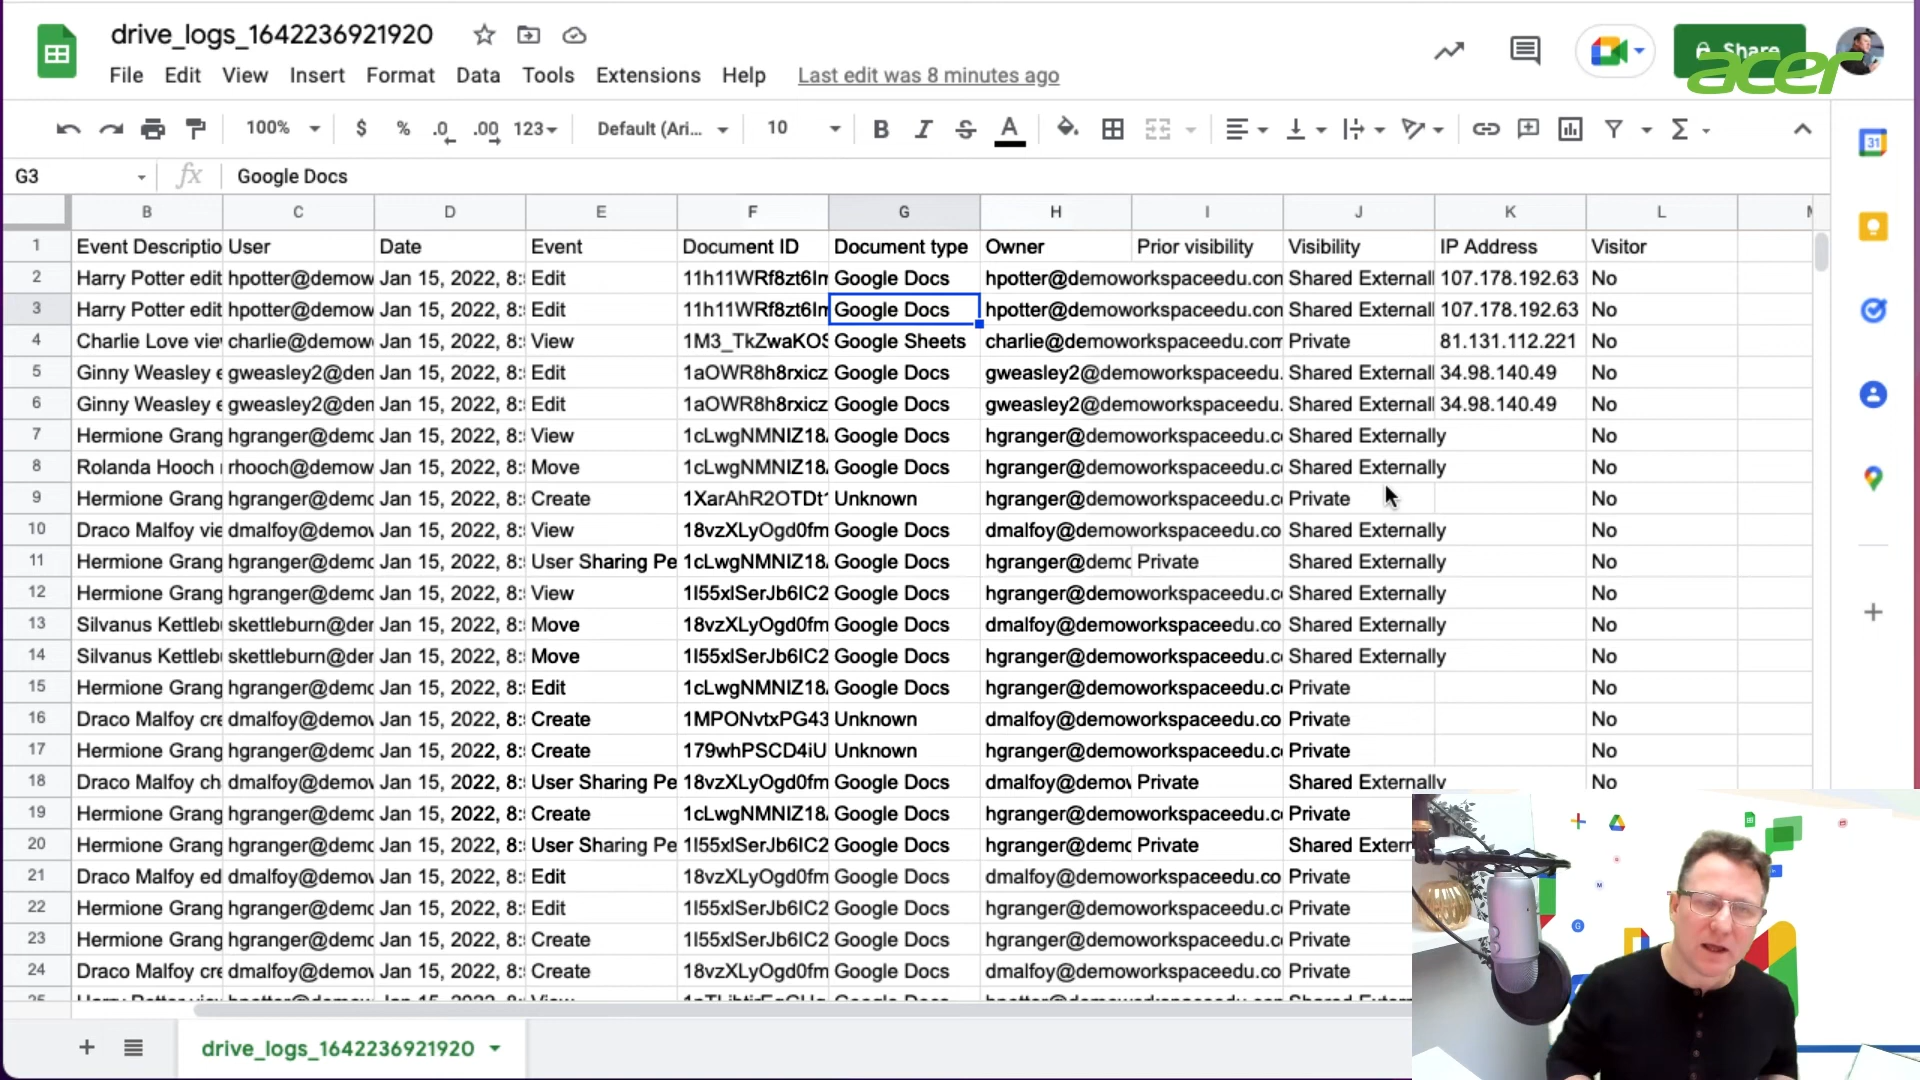 drive_logs_1642236921920
Share
acer
File Edit View Insert Format Data Tools Extensions Help Last edit was 8 minutes ago
100% $ % .0 .00 123 Default (Ari... 10 B I S A
31
G3 fx Google Docs
B C D E F G H I J K L
1 Event Descriptio User Date Event Document ID Document type Owner Prior visibility Visibility IP Address Visitor
2 Harry Potter edit hpotter@demow Jan 15, 2022, 8: Edit 11h11WRf8zt6Im Google Docs hpotter@demoworkspaceedu.com Shared Externall 107.178.192.63 No
3 Harry Potter edit hpotter@demow Jan 15, 2022, 8: Edit 11h11WRf8zt6Im Google Docs hpotter@demoworkspaceedu.com Shared Externall 107.178.192.63 No
4 Charlie Love vie charlie@demow Jan 15, 2022, 8: View 1M3_TkZwaKOS Google Sheets charlie@demoworkspaceedu.com Private 81.131.112.221 No
5 Ginny Weasley e gweasley2@den Jan 15, 2022, 8: Edit 1aOWR8h8rxicz Google Docs gweasley2@demoworkspaceedu. Shared Externall 34.98.140.49 No
6 Ginny Weasley e gweasley2@den Jan 15, 2022, 8: Edit 1aOWR8h8rxicz Google Docs gweasley2@demoworkspaceedu. Shared Externall 34.98.140.49 No
7 Hermione Grang hgranger@demo Jan 15, 2022, 8: View 1cLwgNMNIZ18 Google Docs hgranger@demoworkspaceedu.c Shared Externally No
8 Rolanda Hooch rhooch@demow Jan 15, 2022, 8: Move 1cLwgNMNIZ18 Google Docs hgranger@demoworkspaceedu.c Shared Externally No
9 Hermione Grang hgranger@demo Jan 15, 2022, 8: Create 1XarAhR2OTDt Unknown hgranger@demoworkspaceedu.c Private No
10 Draco Malfoy vie dmalfoy@demov Jan 15, 2022, 8: View 18vzXLyOgd0fm Google Docs dmalfoy@demoworkspaceedu.co Shared Externally No
11 Hermione Grang hgranger@demo Jan 15, 2022, 8: User Sharing Pe 1cLwgNMNIZ18 Google Docs hgranger@demo Private Shared Externally No
12 Hermione Grang hgranger@demo Jan 15, 2022, 8: View 1I55xlSerJb6IC2 Google Docs hgranger@demoworkspaceedu.c Shared Externally No
13 Silvanus Kettleb skettleburn@der Jan 15, 2022, 8: Move 18vzXLyOgd0fm Google Docs dmalfoy@demoworkspaceedu.co Shared Externally No
14 Silvanus Kettleb skettleburn@der Jan 15, 2022, 8: Move 1I55xlSerJb6IC2 Google Docs hgranger@demoworkspaceedu.c Shared Externally No
15 Hermione Grang hgranger@demo Jan 15, 2022, 8: Edit 1cLwgNMNIZ18 Google Docs hgranger@demoworkspaceedu.c Private No
16 Draco Malfoy cre dmalfoy@demov Jan 15, 2022, 8: Create 1MPONvtxPG43 Unknown dmalfoy@demoworkspaceedu.co Private No
17 Hermione Grang hgranger@demo Jan 15, 2022, 8: Create 179whPSCD4iU Unknown hgranger@demoworkspaceedu.c Private No
18 Draco Malfoy ch dmalfoy@demov Jan 15, 2022, 8: User Sharing Pe 18vzXLyOgd0fm Google Docs dmalfoy@demov Private Shared Externally No
19 Hermione Grang hgranger@demo Jan 15, 2022, 8: Create 1cLwgNMNIZ18 Google Docs hgranger@demoworkspaceedu.c Private
20 Hermione Grang hgranger@demo Jan 15, 2022, 8: User Sharing Pe 1I55xlSerJb6IC2 Google Docs hgranger@demo Private Shared Extern
21 Draco Malfoy ed dmalfoy@demov Jan 15, 2022, 8: Edit 18vzXLyOgd0fm Google Docs dmalfoy@demoworkspaceedu.co Private
22 Hermione Grang hgranger@demo Jan 15, 2022, 8: Edit 1I55xlSerJb6IC2 Google Docs hgranger@demoworkspaceedu.c Private
23 Hermione Grang hgranger@demo Jan 15, 2022, 8: Create 1I55xlSerJb6IC2 Google Docs hgranger@demoworkspaceedu.c Private
24 Draco Malfoy cre dmalfoy@demov Jan 15, 2022, 8: Create 18vzXLyOgd0fm Google Docs dmalfoy@demoworkspaceedu.co Private
drive_logs_1642236921920